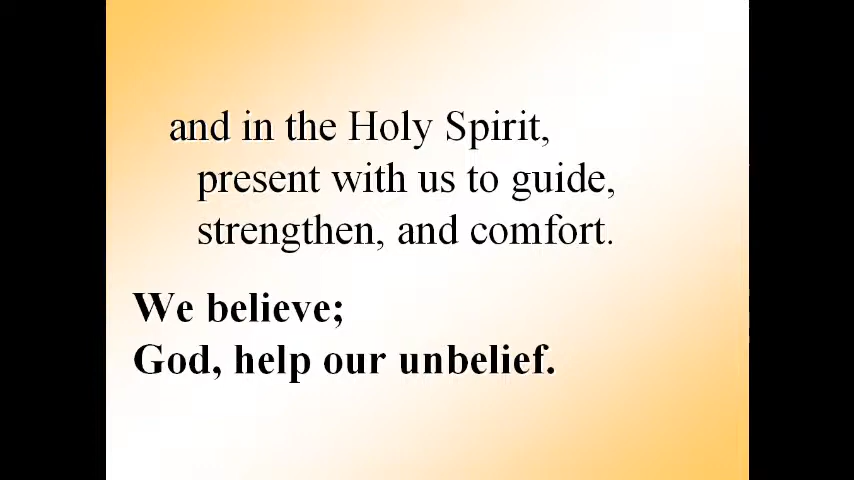 and in the Holy Spirit,
present with us to guide,
strengthen, and comfort.
We believe;
God, help our unbelief.